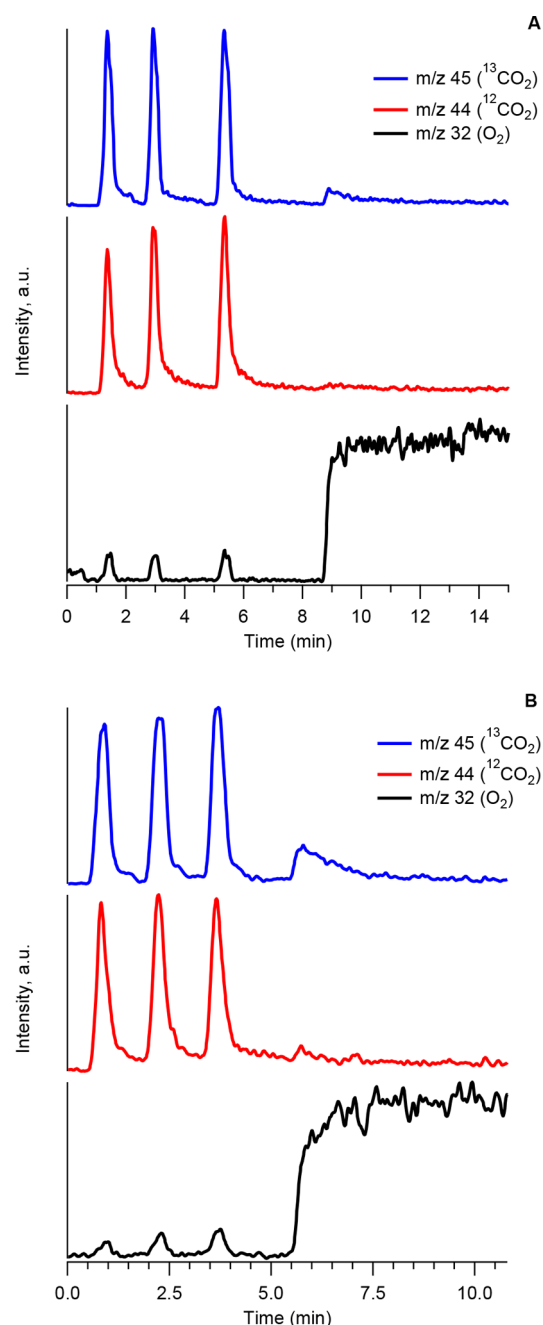 A
m/z 45 (¹³CO₂)
m/z 44 (¹²CO₂)
m/z 32 (O₂)
Intensity, a.u.
0 2 4 6 8 10 12 14
Time (min)
B
m/z 45 (¹³CO₂)
m/z 44 (¹²CO₂)
m/z 32 (O₂)
Intensity, a.u.
0.0 2.5 5.0 7.5 10.0
Time (min)